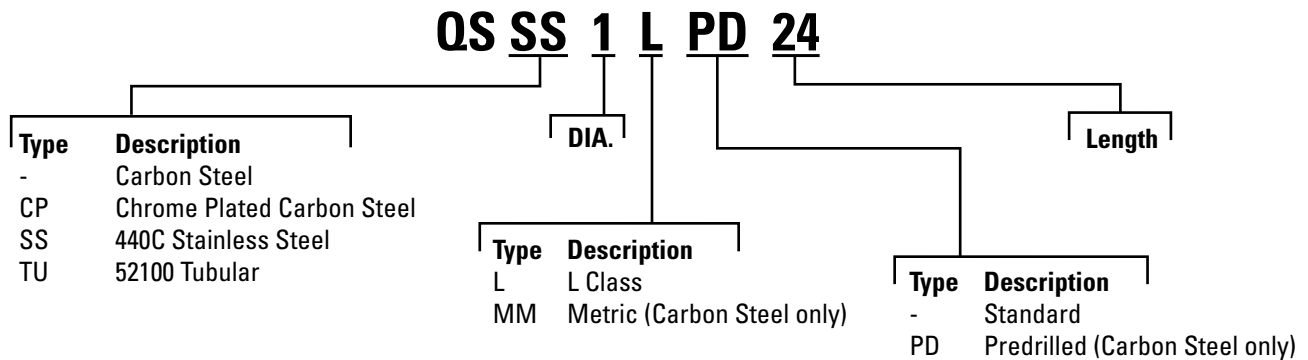 QS SS 1 L PD 24
Type Description
- Carbon Steel
CP Chrome Plated Carbon Steel
SS 440C Stainless Steel
TU 52100 Tubular
DIA.
Type Description
L L Class
MM Metric (Carbon Steel only)
Length
Type Description
- Standard
PD Predrilled (Carbon Steel only)